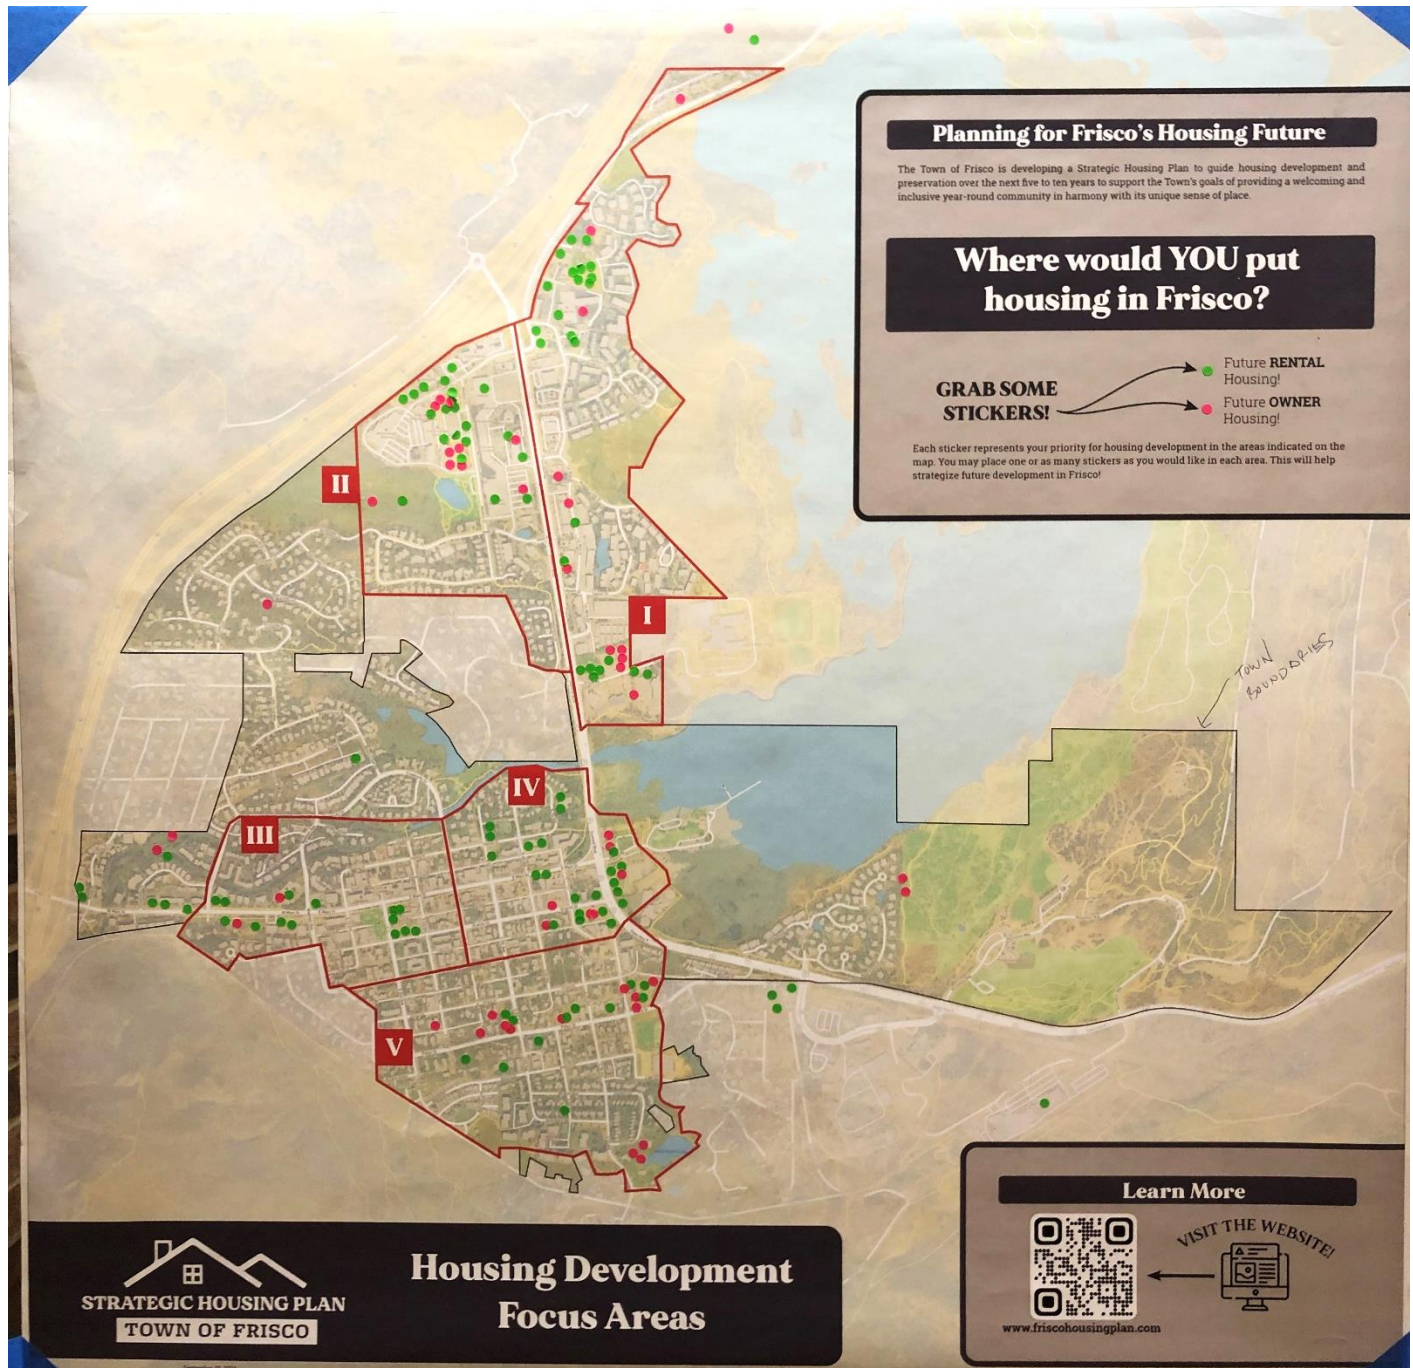 Planning for Frisco's Housing Future
The Town of Frisco is developing a Strategic Housing Plan to guide housing development and
preservation over the next five to ten years to support the Town's goals of providing a welcoming and
inclusive year-round community in harmony with its unique sense of place.
Where would YOU put
housing in Frisco?
GRAB SOME
STICKERS!
Future RENTAL
Housing!
Future OWNER
Housing!
Each sticker represents your priority for housing development in the areas indicated on the
map. You may place one or as many stickers as you would like in each area. This will help
strategize future development in Frisco!
II
I
TOWN
BOUNDARIES
IV
III
V
Learn More
VISIT THE WEBSITE!
www.friscohousingplan.com
STRATEGIC HOUSING PLAN
TOWN OF FRISCO
Housing Development
Focus Areas